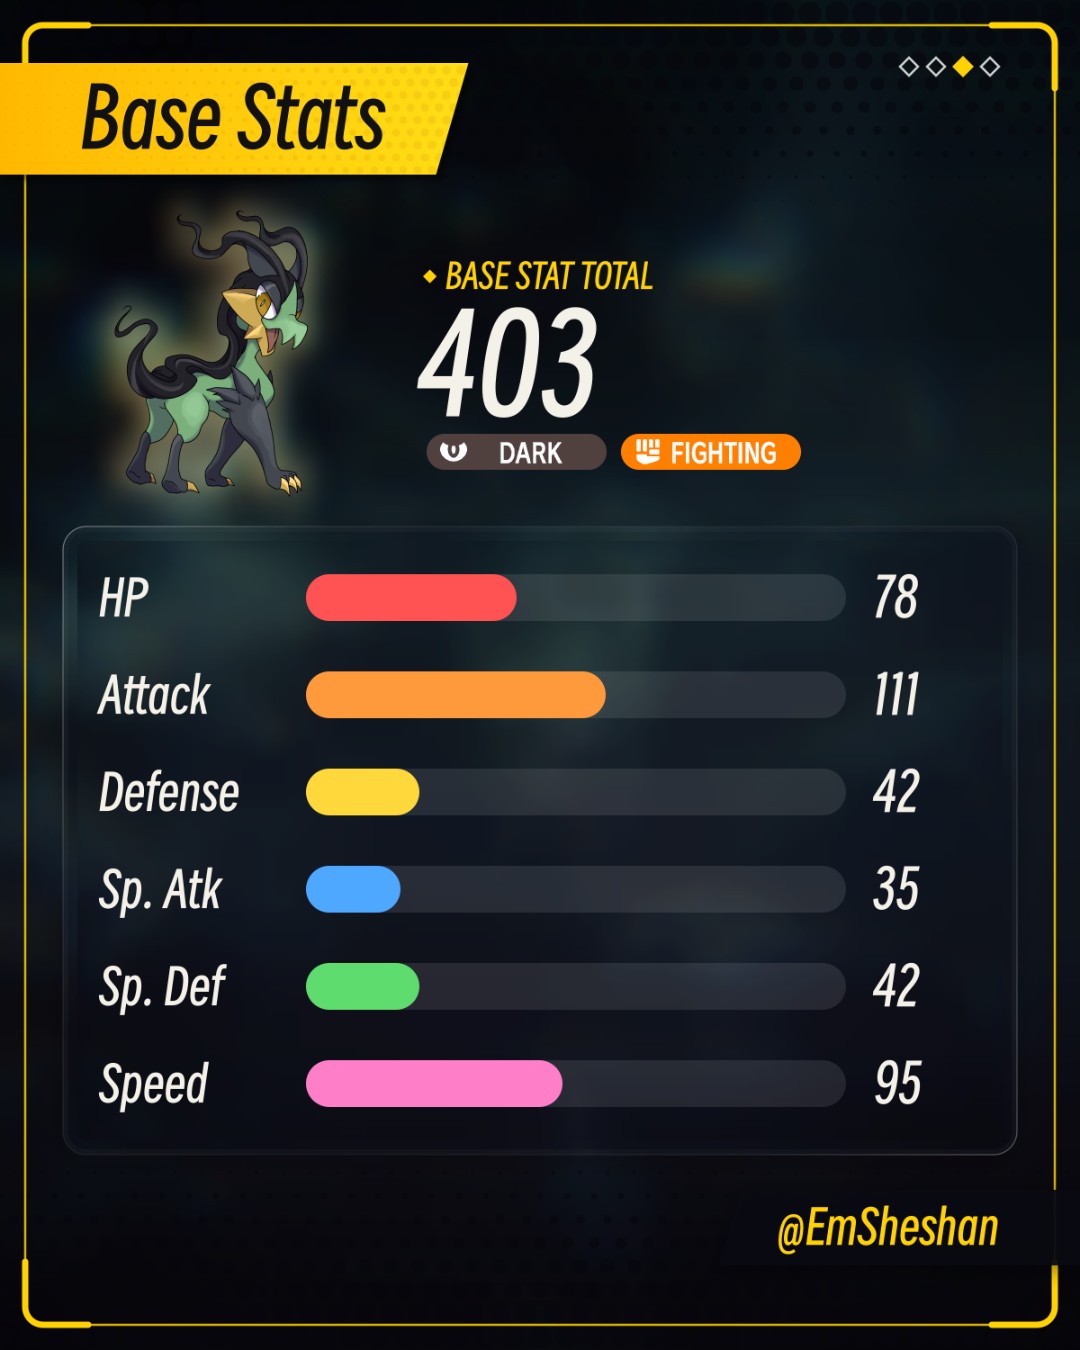 Base Stats
BASE STAT TOTAL
403
DARK FIGHTING
HP 78
Attack 111
Defense 42
Sp. Atk 35
Sp. Def 42
Speed 95
@EmSheshan